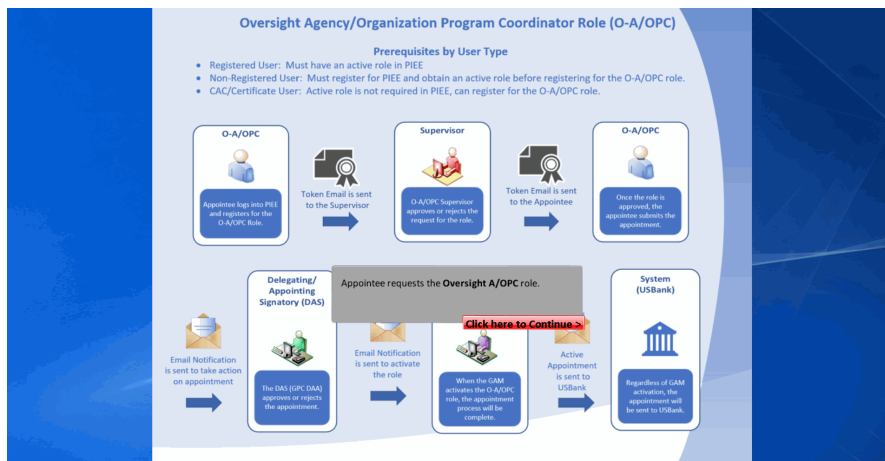 Oversight Agency/Organization Program Coordinator Role (O-A/OPC)
Prerequisites by User Type
• Registered User: Must have an active role in PIEE
• Non-Registered User: Must register for PIEE and obtain an active role before registering for the O-A/OPC role.
• CAC/Certificate User: Active role is not required in PIEE, can register for the O-A/OPC role.
O-A/OPC
Appointee logs into PIEE
and registers for the
O-A/OPC Role.
Token Email is sent
to the Supervisor
Supervisor
O-A/OPC Supervisor
approves or rejects the
request for the role.
Token Email is sent
to the Appointee
O-A/OPC
Once the role is
approved, the
appointee submits the
appointment.
Email Notification
is sent to take action
on appointment
Delegating/
Appointing
Signatory (DAS)
The DAS (GPC DAA)
approves or rejects
the appointment.
Appointee requests the Oversight A/OPC role.
Click here to Continue >
Email Notification
is sent to activate
the role
When the GAM
activates the O-A/OPC
role, the appointment
process will be
complete.
Active
Appointment
is sent to
USBank
System
(USBank)
Regardless of GAM
activation, the
appointment will
be sent to USBank.